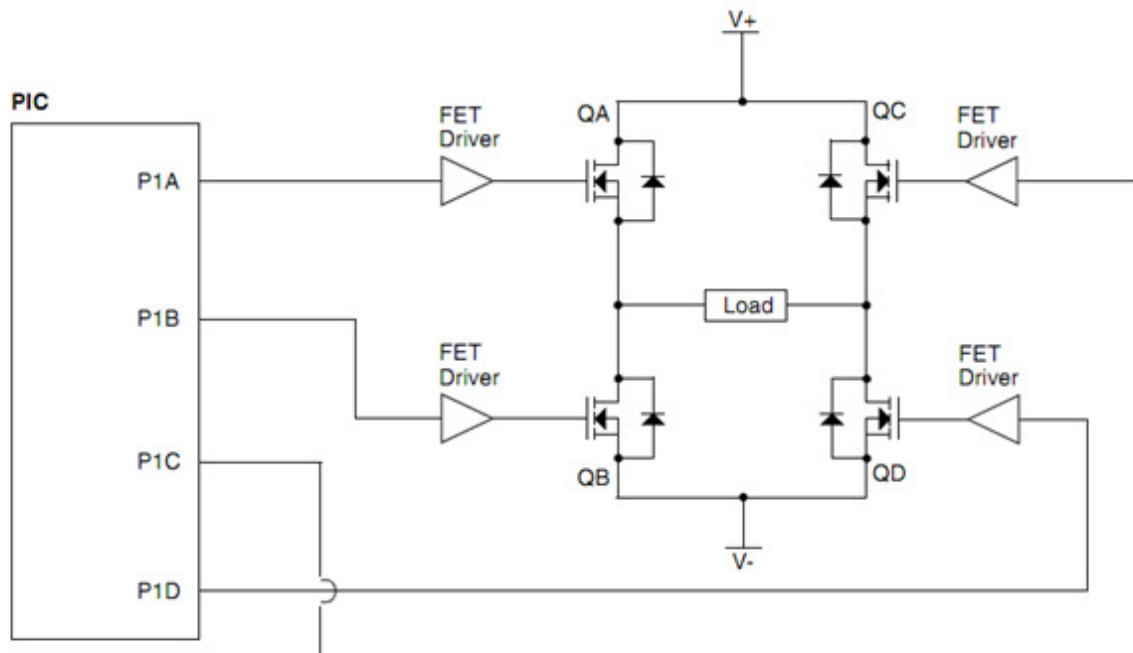 V+
PIC
FET
Driver
QA
QC
FET
Driver
P1A
P1B
Load
FET
Driver
FET
Driver
P1C
QB
QD
V-
P1D